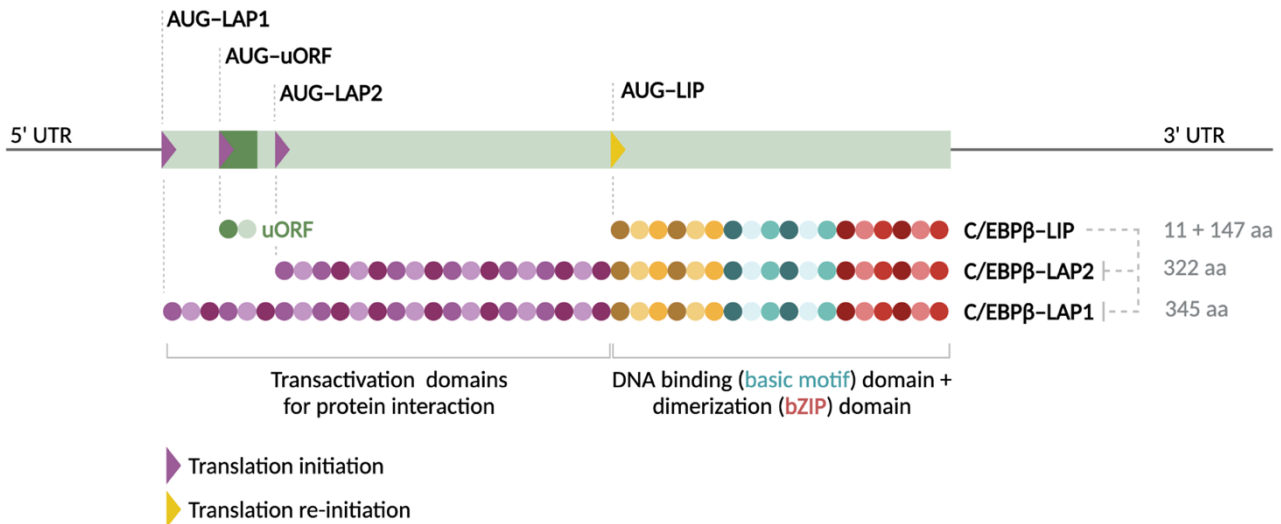 AUG–LAP1
AUG–uORF
AUG–LAP2
AUG–LIP
5' UTR
3' UTR
uORF
C/EBPβ–LIP
11 + 147 aa
C/EBPβ–LAP2
322 aa
C/EBPβ–LAP1
345 aa
Transactivation domains
for protein interaction
DNA binding (basic motif) domain +
dimerization (bZIP) domain
Translation initiation
Translation re-initiation